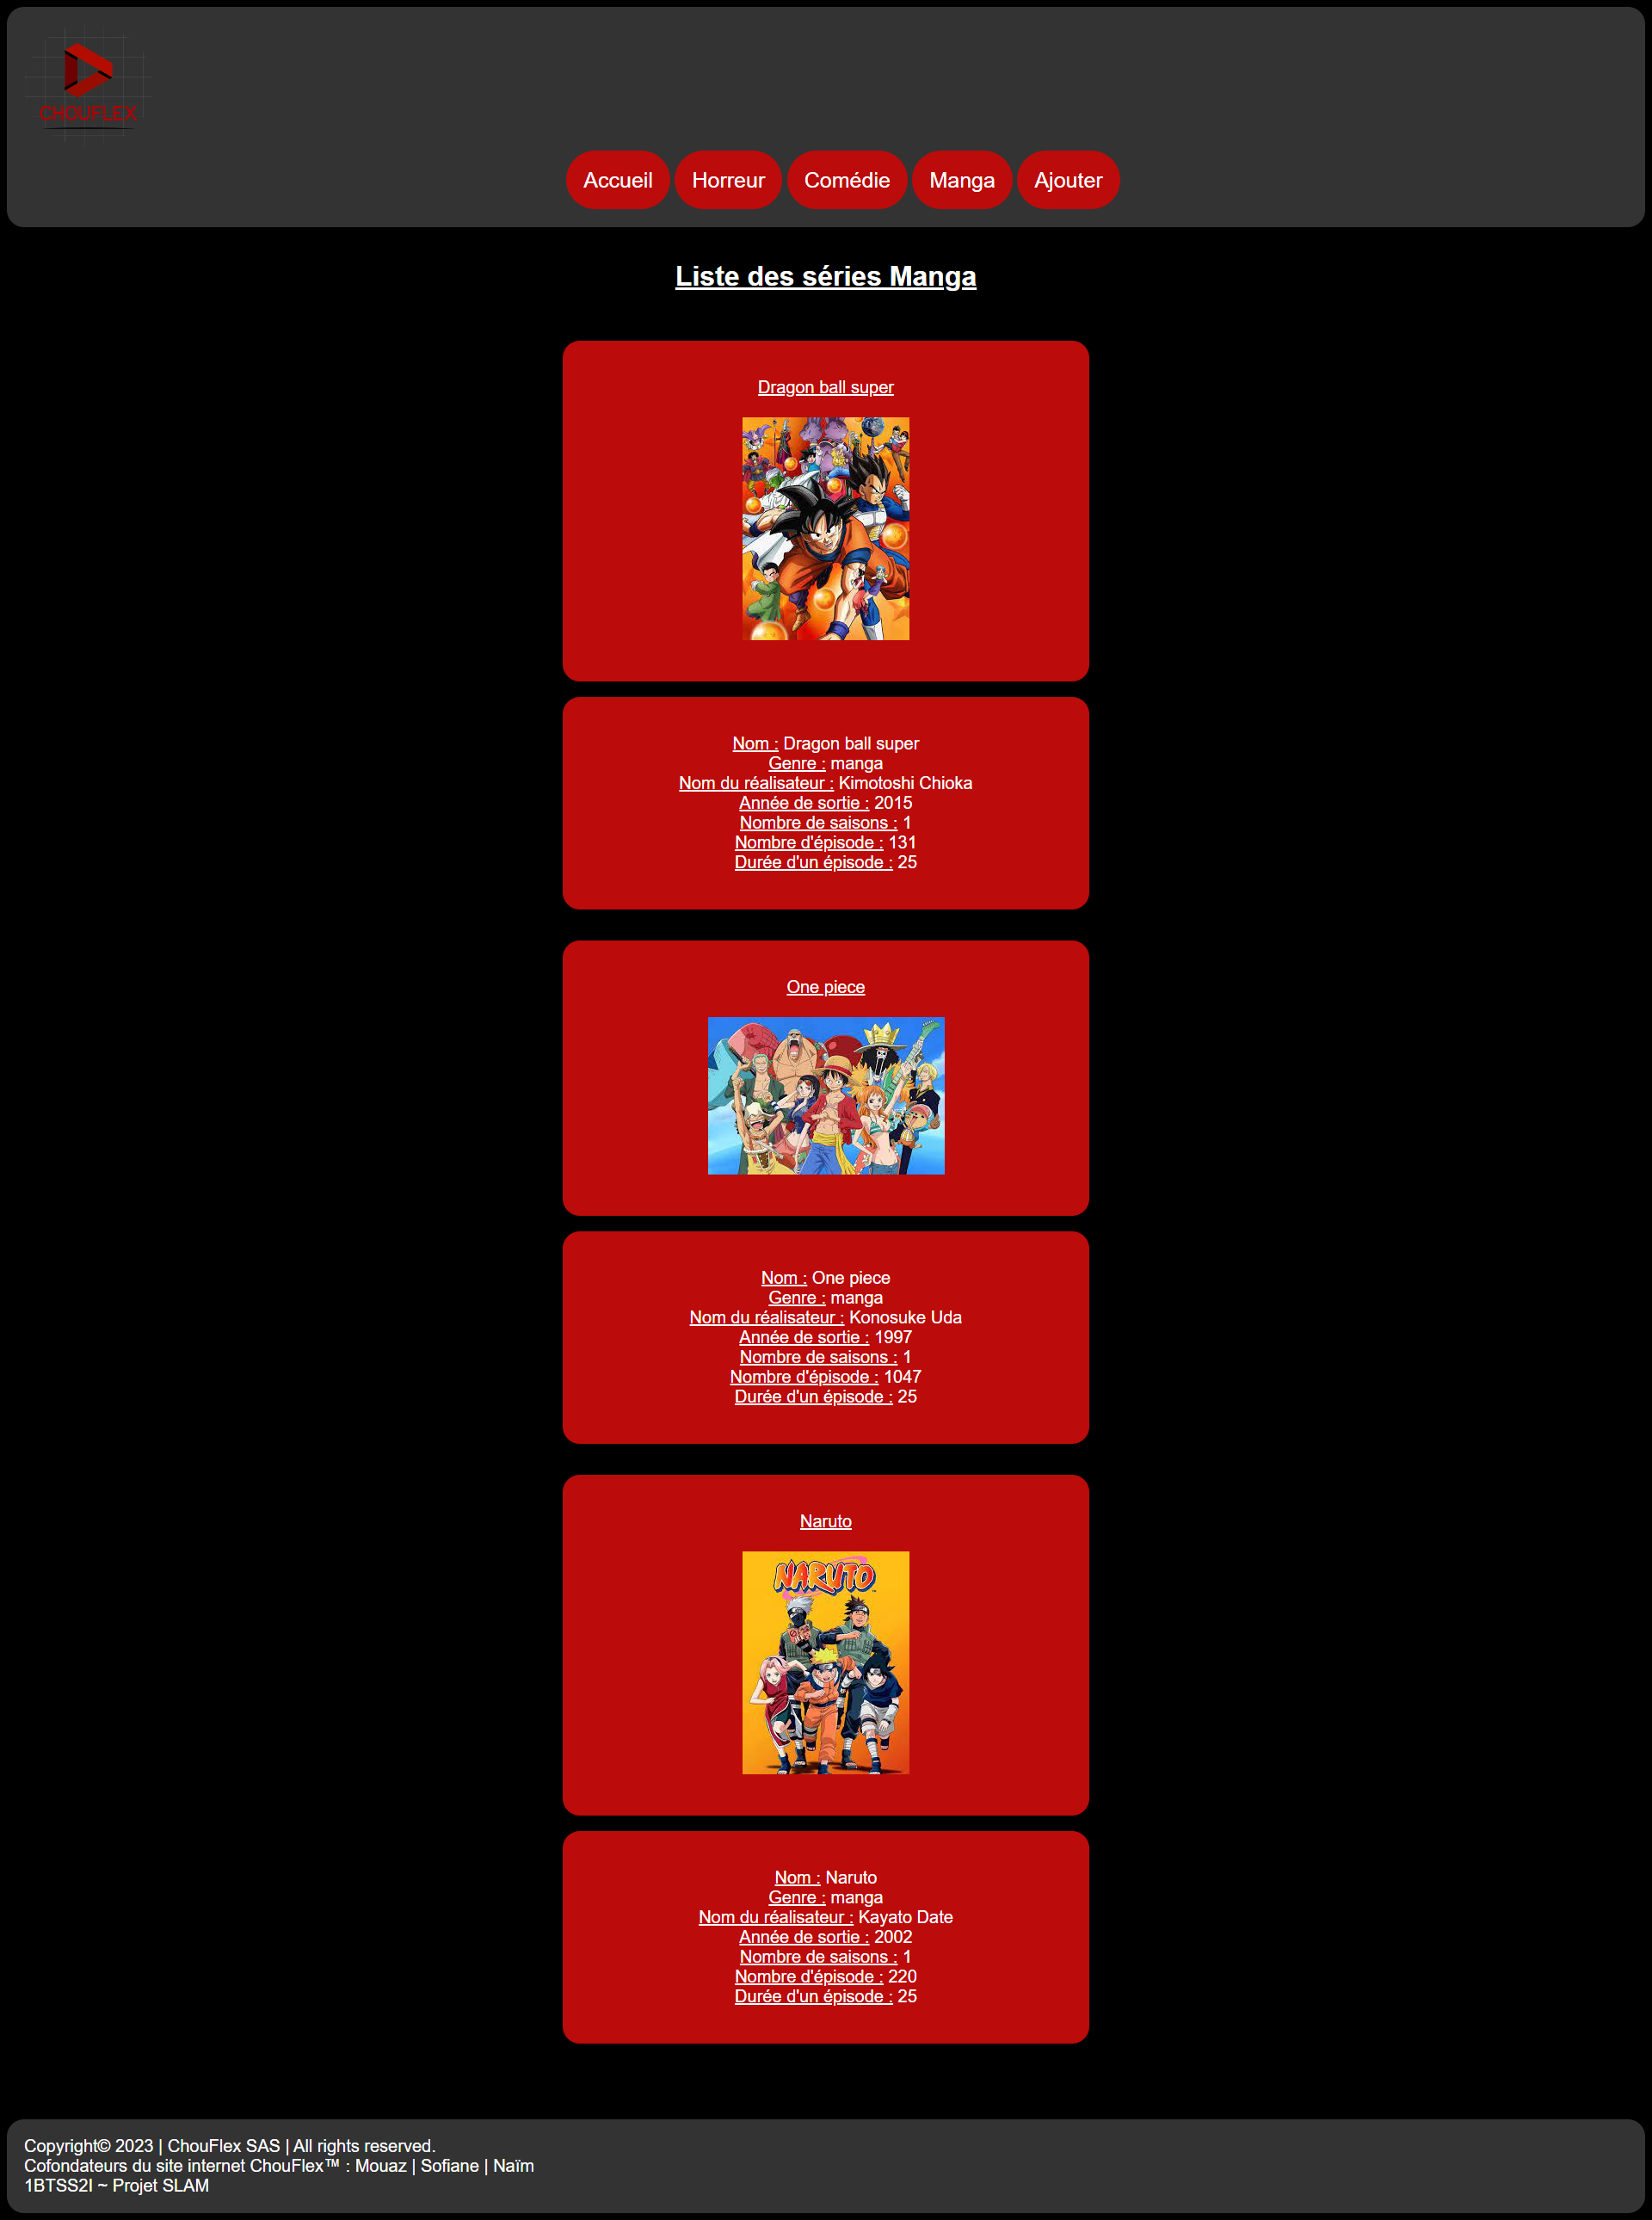 CHOUFLEX
Accueil Horreur Comédie Manga Ajouter
Liste des séries Manga
Dragon ball super
Nom : Dragon ball super
Genre : manga
Nom du réalisateur : Kimotoshi Chioka
Année de sortie : 2015
Nombre de saisons : 1
Nombre d'épisode : 131
Durée d'un épisode : 25
One piece
Nom : One piece
Genre : manga
Nom du réalisateur : Konosuke Uda
Année de sortie : 1997
Nombre de saisons : 1
Nombre d'épisode : 1047
Durée d'un épisode : 25
Naruto
NARUTO
Nom : Naruto
Genre : manga
Nom du réalisateur : Kayato Date
Année de sortie : 2002
Nombre de saisons : 1
Nombre d'épisode : 220
Durée d'un épisode : 25
Copyright© 2023 | ChouFlex SAS | All rights reserved.
Cofondateurs du site internet ChouFlex™ : Mouaz | Sofiane | Naïm
1BTSS2I ~ Projet SLAM